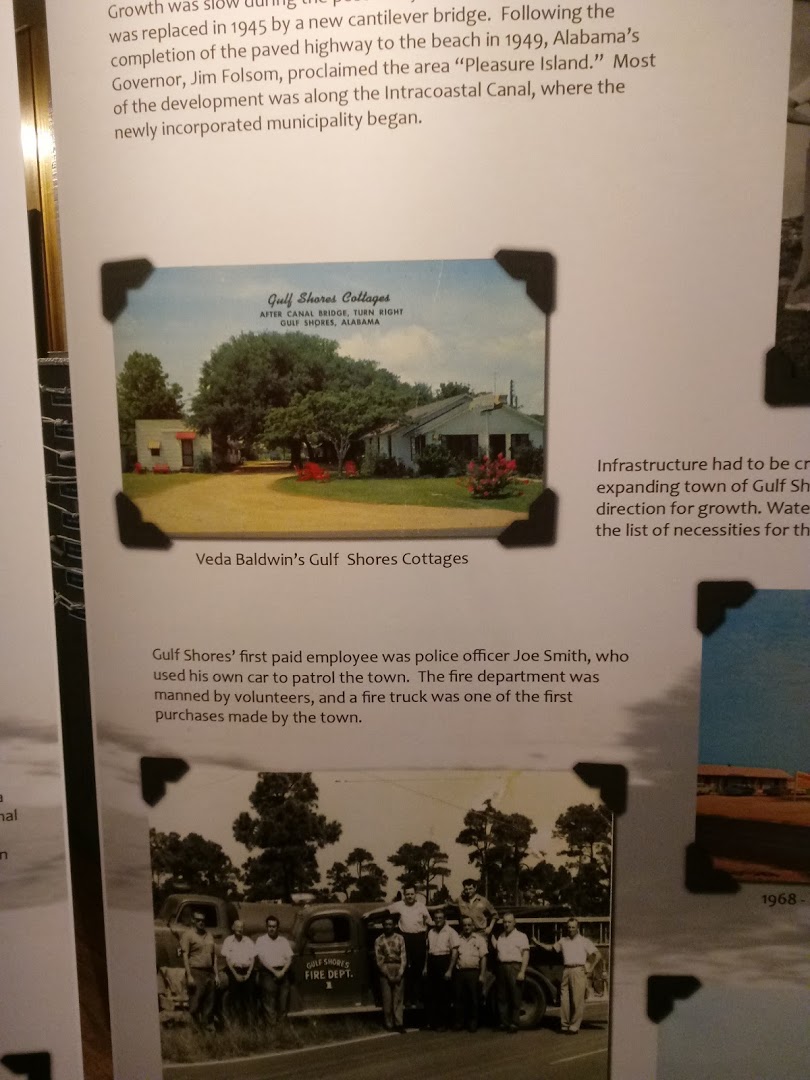 Growth was slow during the
was replaced in 1945 by a new cantilever bridge. Following the
completion of the paved highway to the beach in 1949, Alabama's
Governor, Jim Folsom, proclaimed the area “Pleasure Island.” Most
of the development was along the Intracoastal Canal, where the
newly incorporated municipality began.
Gulf Shores Cottages
AFTER CANAL BRIDGE, TURN RIGHT
GULF SHORES, ALABAMA
Veda Baldwin's Gulf Shores Cottages
Infrastructure had to be cr
expanding town of Gulf Sh
direction for growth. Wate
the list of necessities for th
Gulf Shores' first paid employee was police officer Joe Smith, who
used his own car to patrol the town. The fire department was
manned by volunteers, and a fire truck was one of the first
purchases made by the town.
GULF SHORES
FIRE DEPT.
1
1968 -